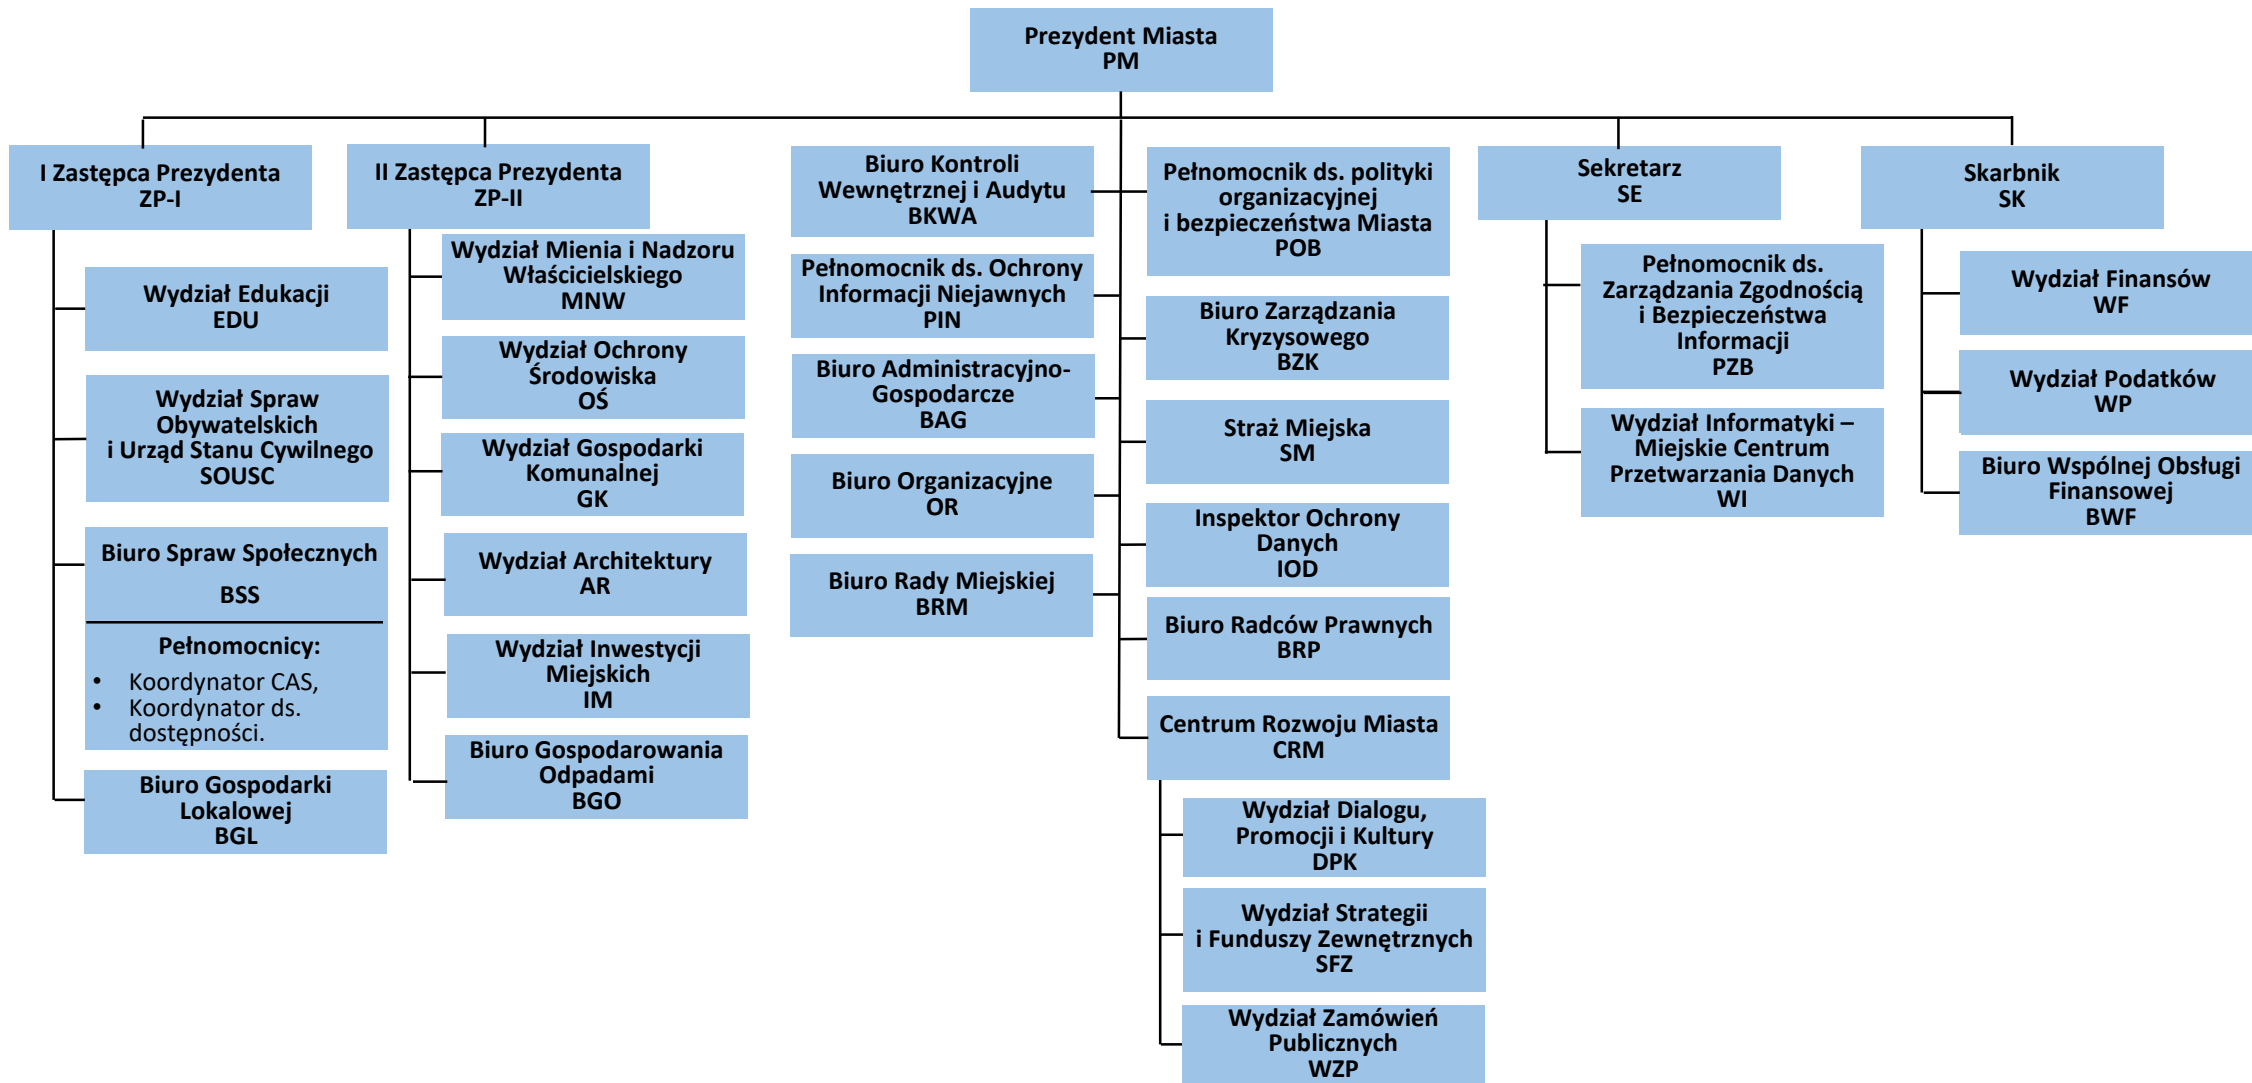 Prezydent Miasta
PM
I Zastępca Prezydenta
ZP-I
Wydział Edukacji
EDU
Wydział Spraw
Obywatelskich
i Urząd Stanu Cywilnego
SOUSC
Biuro Spraw Społecznych
BSS
Pełnomocnicy:
• Koordynator CAS,
• Koordynator ds.
dostępności.
Biuro Gospodarki
Lokalowej
BGL
II Zastępca Prezydenta
ZP-II
Wydział Mienia i Nadzoru
Właścicielskiego
MNW
Wydział Ochrony
Środowiska
OŚ
Wydział Gospodarki
Komunalnej
GK
Wydział Architektury
AR
Wydział Inwestycji
Miejskich
IM
Biuro Gospodarowania
Odpadami
BGO
Biuro Kontroli
Wewnętrznej i Audytu
BKWA
Pełnomocnik ds. Ochrony
Informacji Niejawnych
PIN
Biuro Administracyjno-
Gospodarcze
BAG
Biuro Organizacyjne
OR
Biuro Rady Miejskiej
BRM
Pełnomocnik ds. polityki
organizacyjnej
i bezpieczeństwa Miasta
POB
Biuro Zarządzania
Kryzysowego
BZK
Straż Miejska
SM
Inspektor Ochrony
Danych
IOD
Biuro Radców Prawnych
BRP
Centrum Rozwoju Miasta
CRM
Wydział Dialogu,
Promocji i Kultury
DPK
Wydział Strategii
i Funduszy Zewnętrznych
SFZ
Wydział Zamówień
Publicznych
WZP
Sekretarz
SE
Pełnomocnik ds.
Zarządzania Zgodnością
i Bezpieczeństwa
Informacji
PZB
Wydział Informatyki –
Miejskie Centrum
Przetwarzania Danych
WI
Skarbnik
SK
Wydział Finansów
WF
Wydział Podatków
WP
Biuro Wspólnej Obsługi
Finansowej
BWF